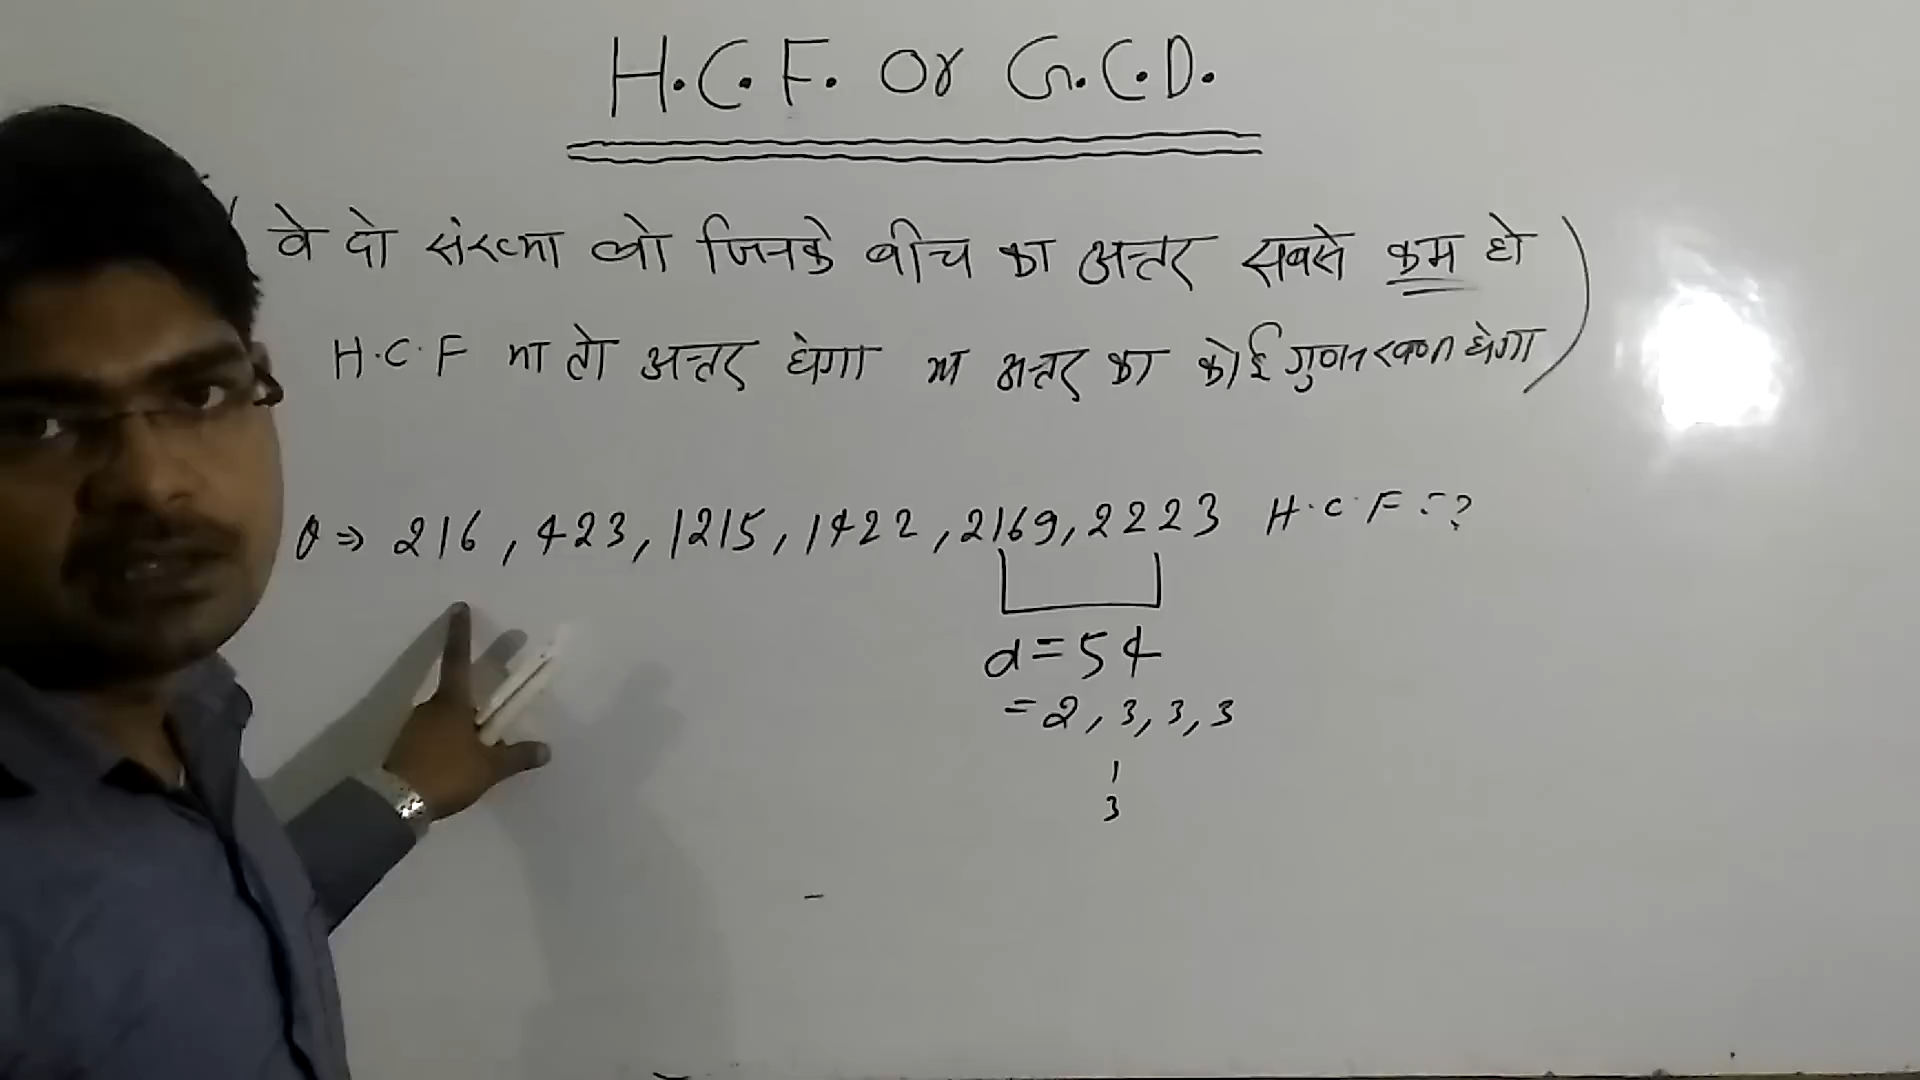 H.C.F. Or G.C.D.
( वे दो संख्या लो जिनके बीच का अन्तर सबसे कम हो
H.C.F या तो अन्तर होगा या अन्तर का कोई गुणनखण्ड होगा )
Q ⇒ 216, 423, 1215, 1422, 2169, 2223 H.C.F = ?
d = 54
= 2, 3, 3, 3
1
3